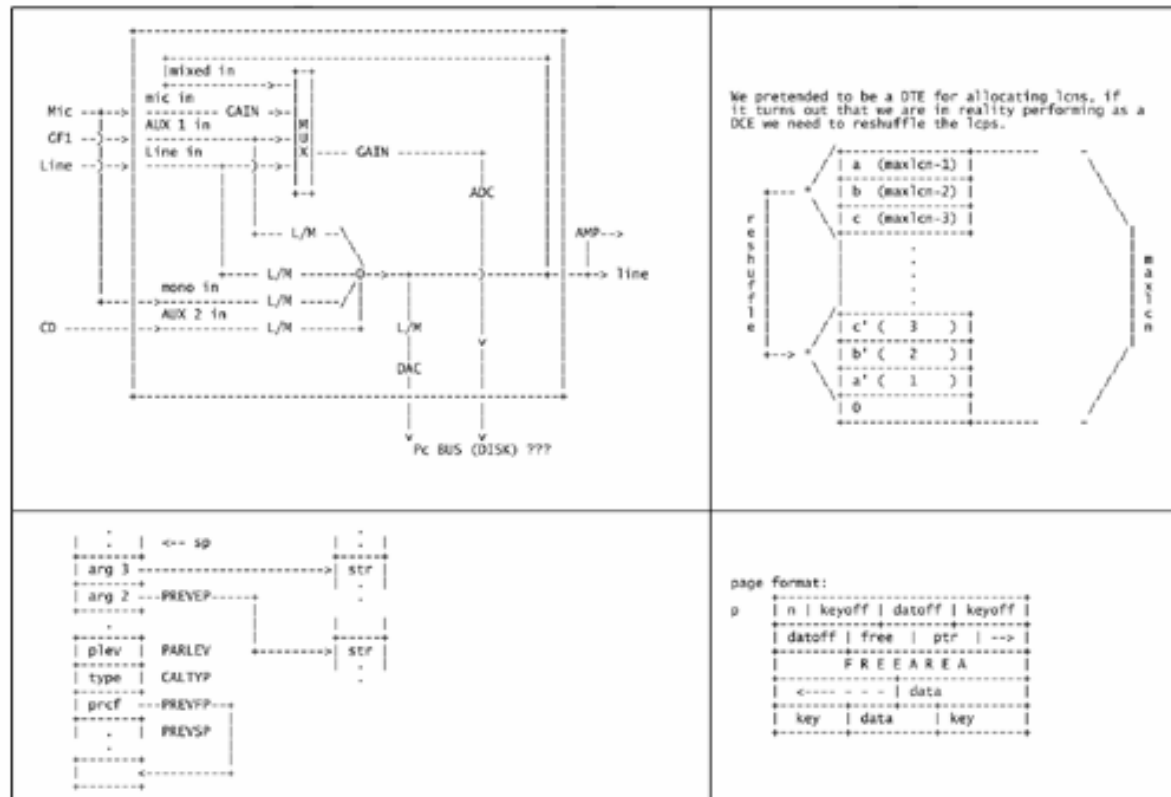 mixed in
mic in
Mic
GAIN
AUX 1 in
GF1
MUX
Line in
Line
GAIN
ADC
L/M
AMP
L/M
line
mono in
L/M
AUX 2 in
CD
L/M
L/M
DAC
Pc BUS (DISK) ???
We pretended to be a DTE for allocating lcns, if
it turns out that we are in reality performing as a
DCE we need to reshuffle the lcps.
a (maxlcn-1)
b (maxlcn-2)
c (maxlcn-3)
reshuffle
maxlcn
c' ( 3 )
b' ( 2 )
a' ( 1 )
0
<-- sp
arg 3
str
arg 2
PREVEP
plev
PARLEV
str
type
CALTYP
prcf
PREVFP
PREVSP
page format:
p | n | keyoff | datoff | keyoff |
| datoff | free | ptr | --> |
F R E E A R E A
<---- - - - | data
| key | data | key |